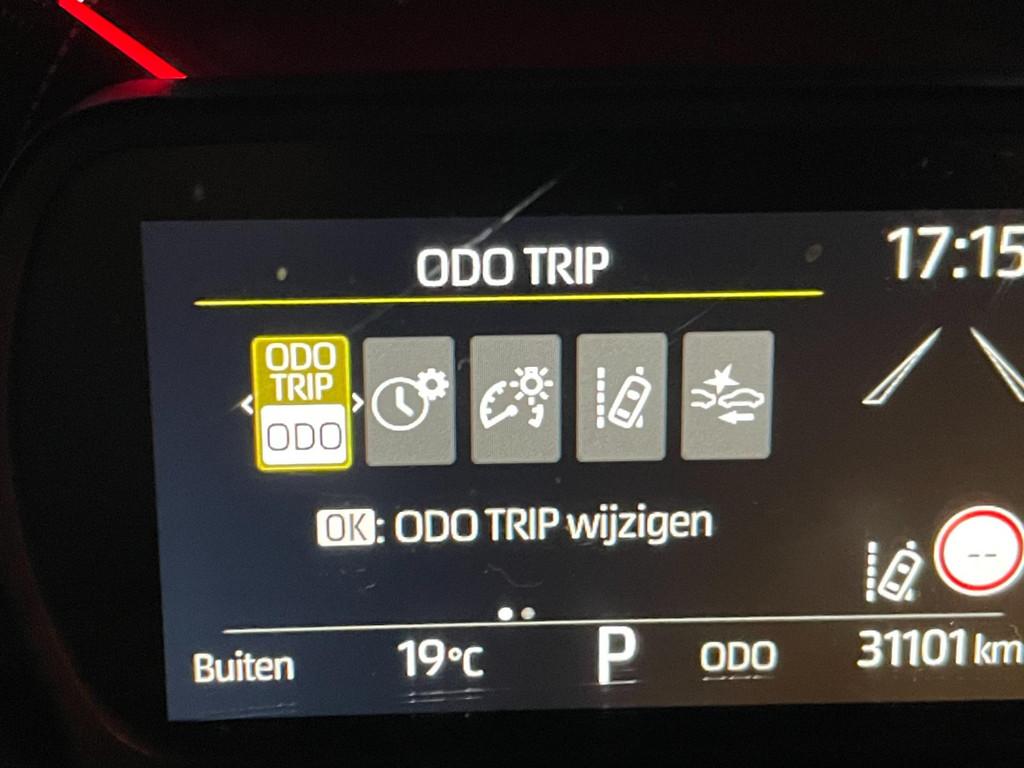 ODO TRIP
17:15
ODO
TRIP
ODO
OK: ODO TRIP wijzigen
--
Buiten 19°C P ODO 31101 km